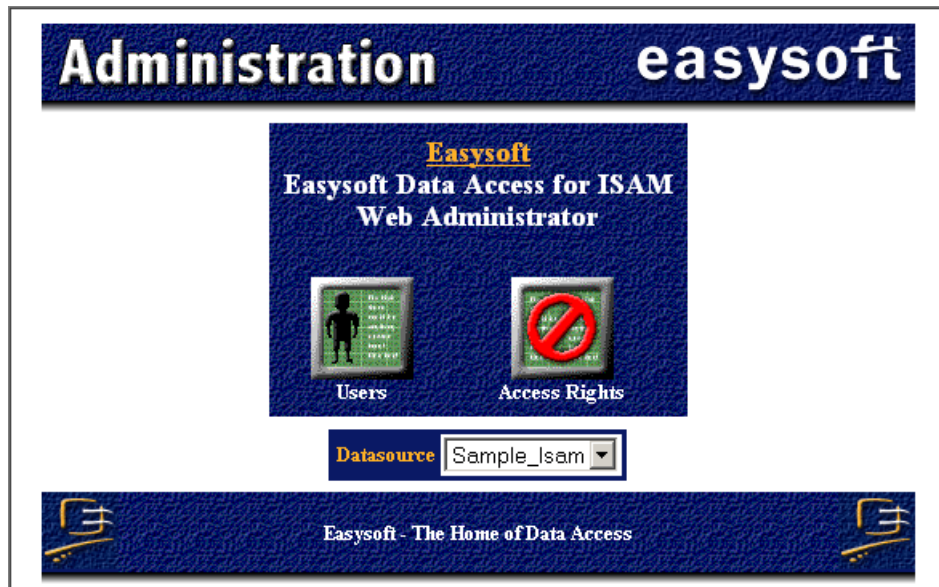 Administration
easysoft
Easysoft
Easysoft Data Access for ISAM
Web Administrator
Users
Access Rights
Datasource Sample_Isam
Easysoft - The Home of Data Access